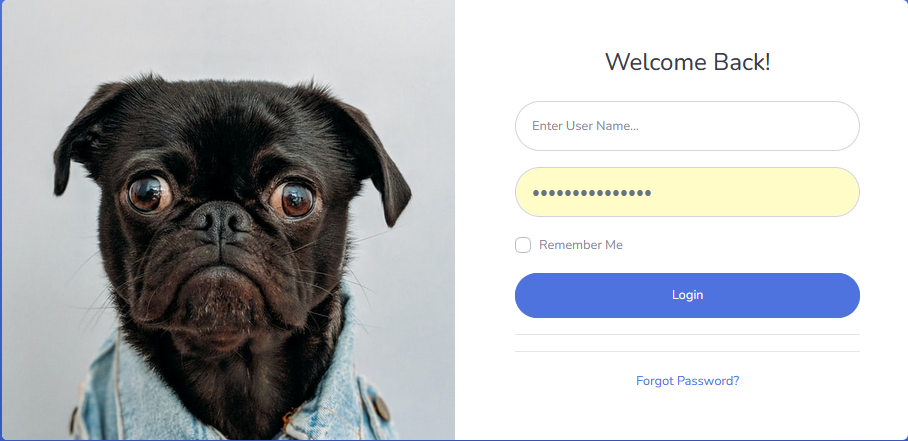 Welcome Back!
Enter User Name...
•••••••••••••••
Remember Me
Login
Forgot Password?